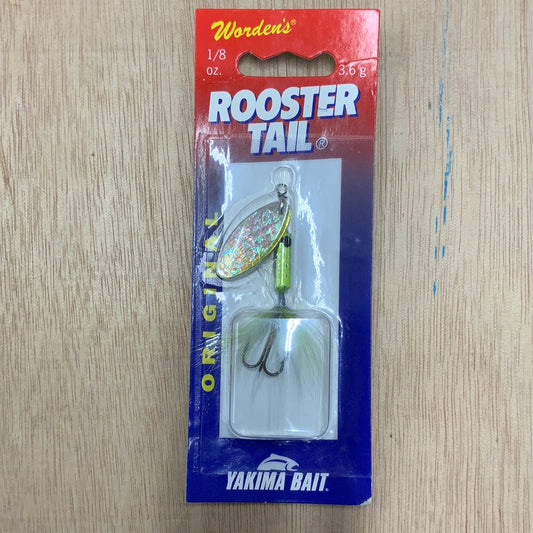 Worden's®
1/8 oz.
3.6 g
ROOSTER
TAIL®
ORIGINAL
YAKIMA BAIT